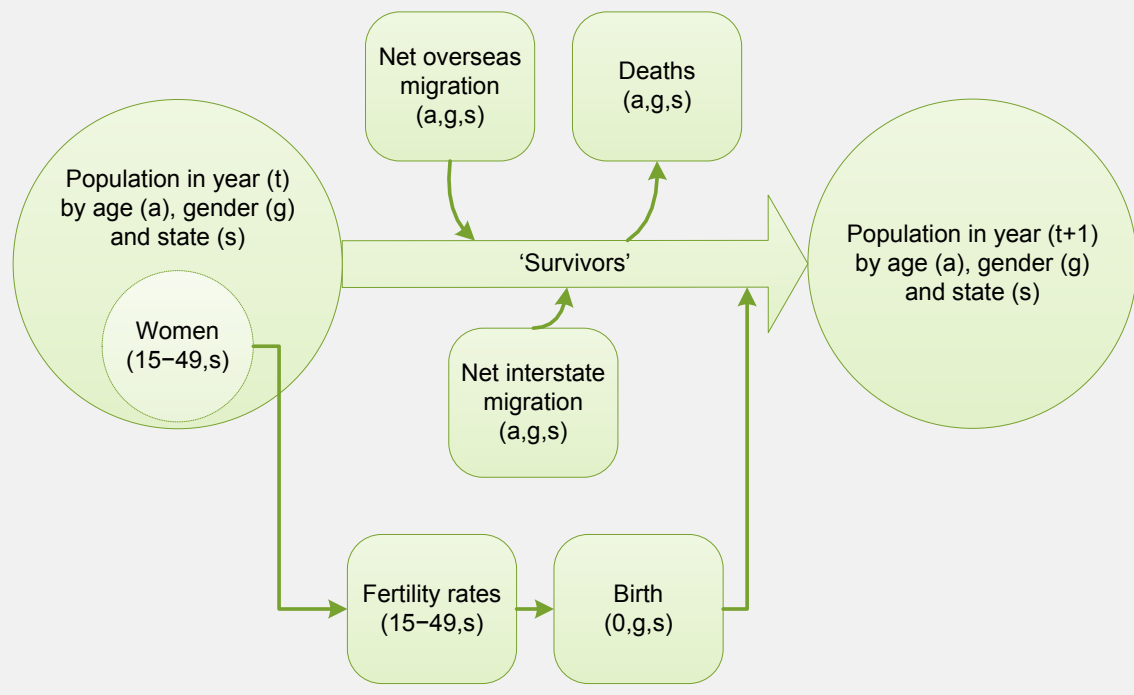 Net overseas
migration
(a,g,s)
Deaths
(a,g,s)
Population in year (t)
by age (a), gender (g)
and state (s)
‘Survivors’
Population in year (t+1)
by age (a), gender (g)
and state (s)
Women
(15−49,s)
Net interstate
migration
(a,g,s)
Fertility rates
(15−49,s)
Birth
(0,g,s)